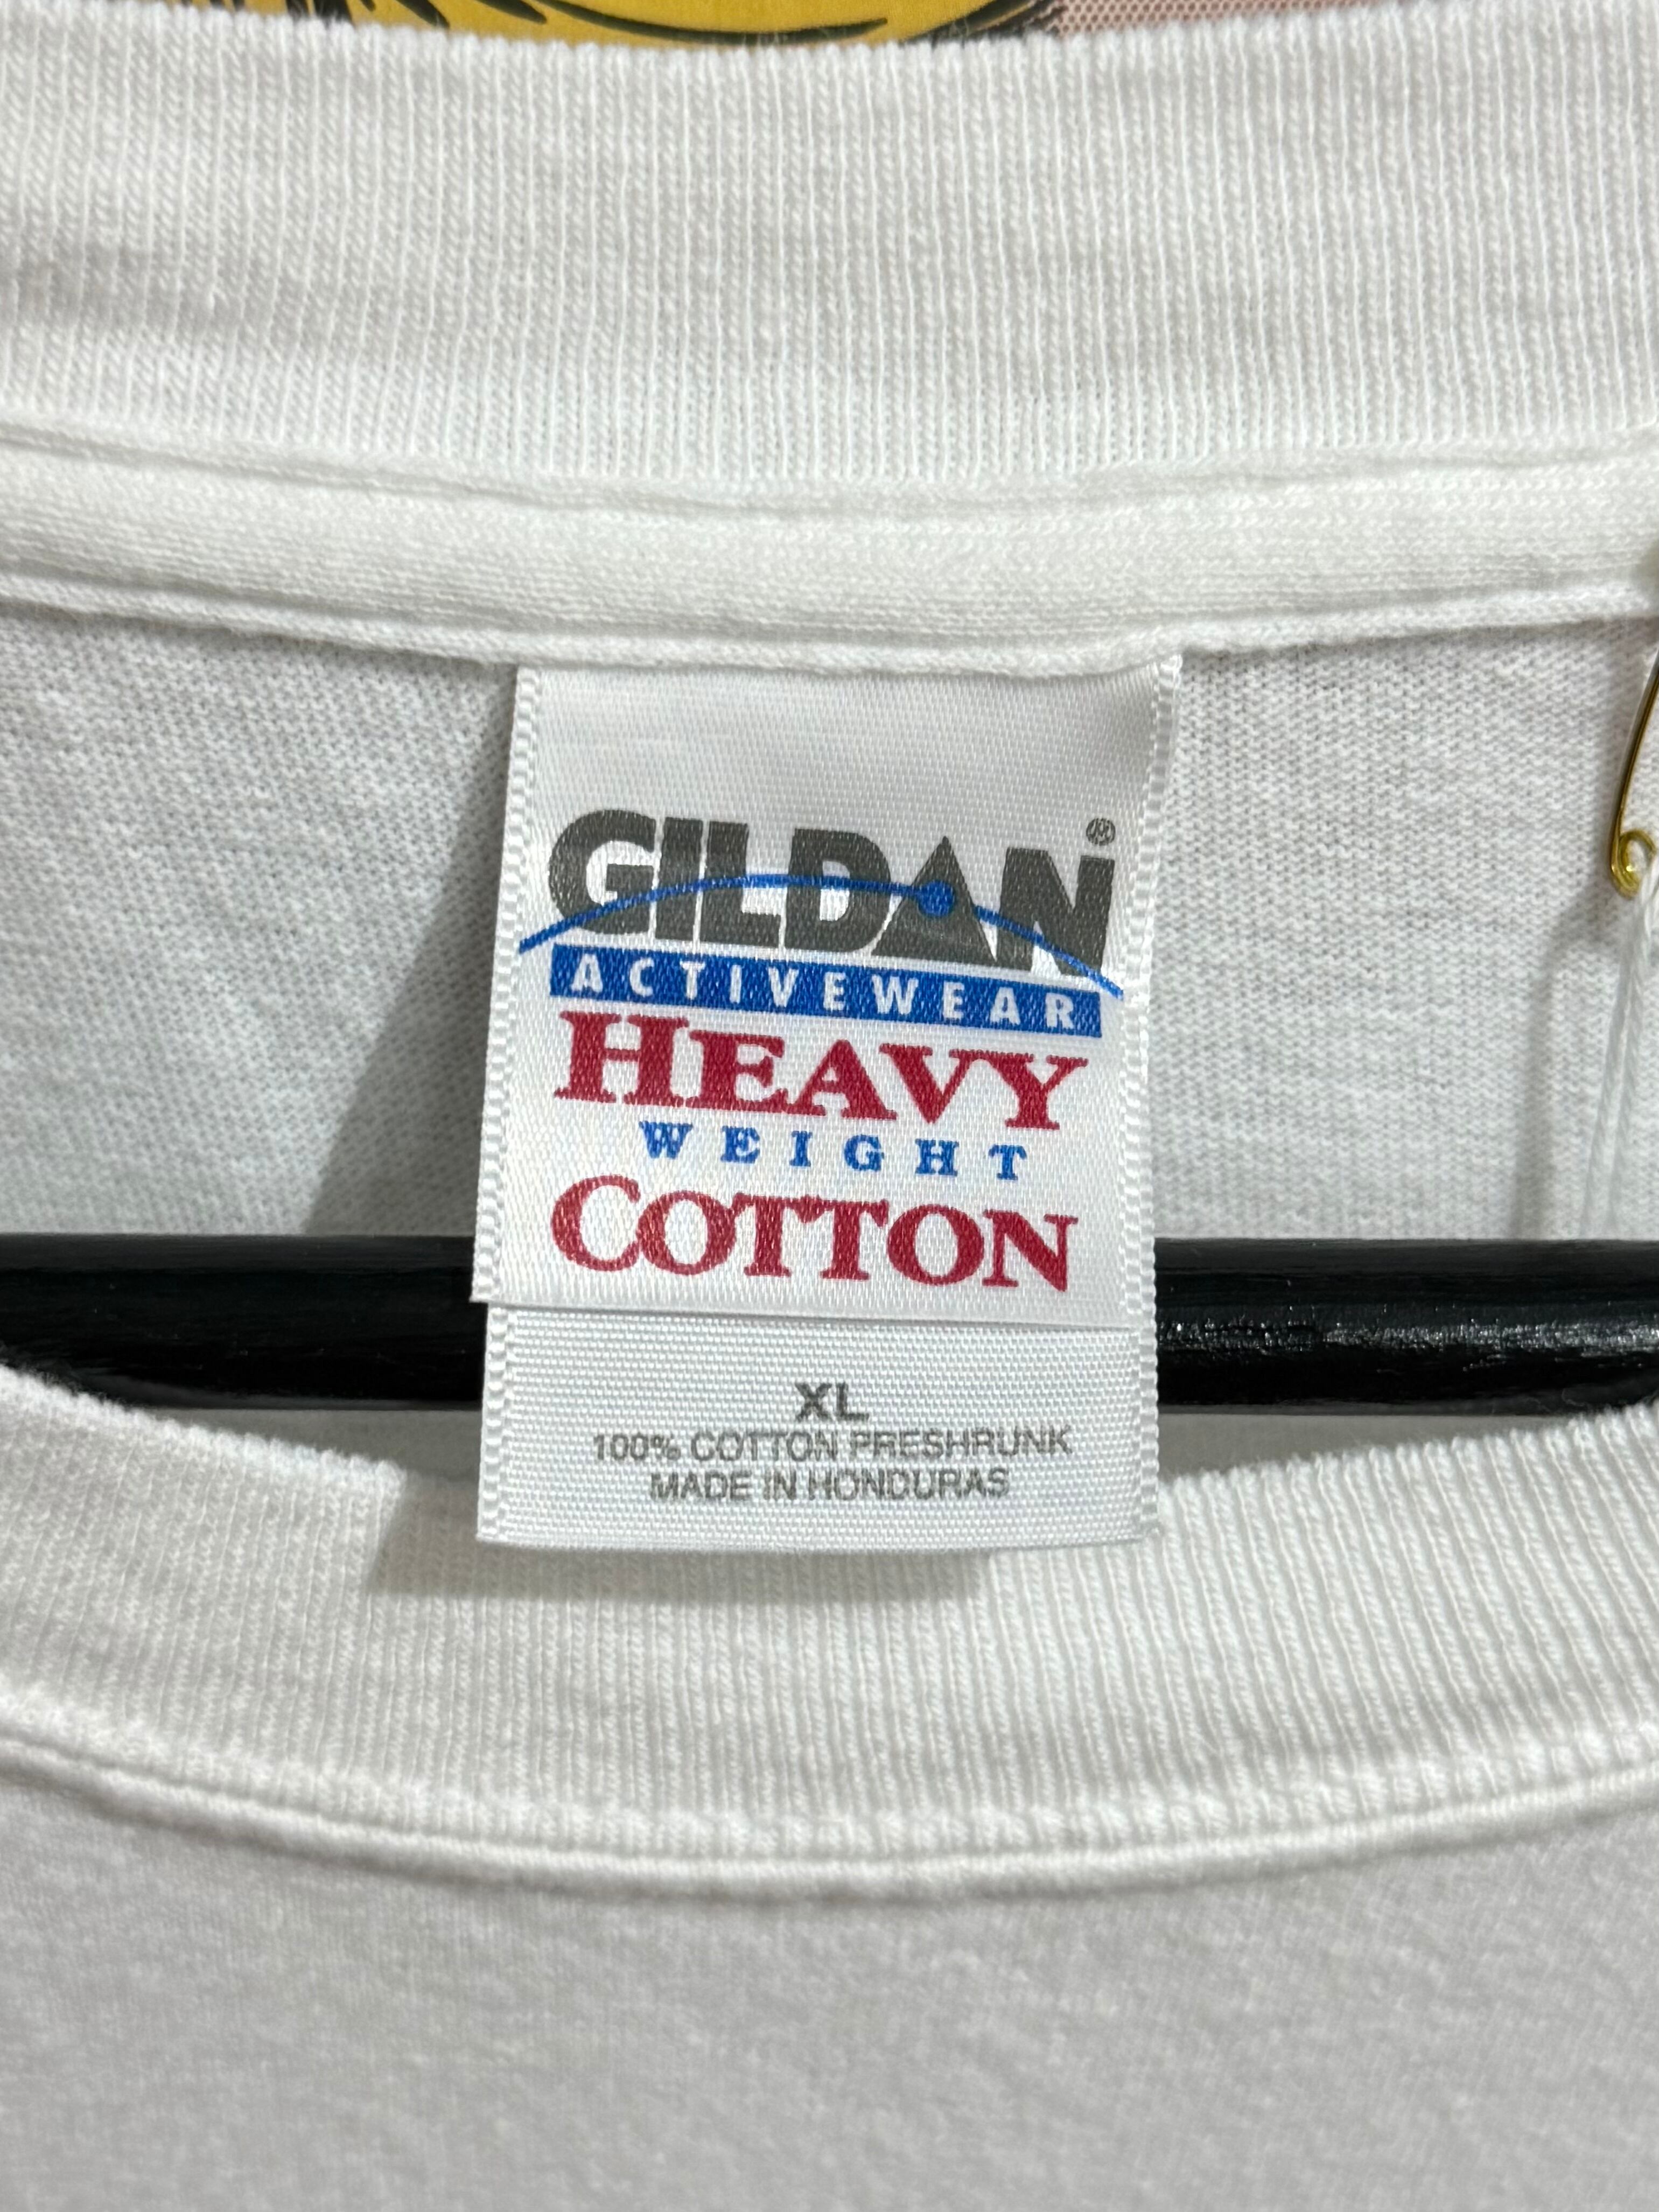 GILDAN®
ACTIVEWEAR
HEAVY
WEIGHT
COTTON
XL
100% COTTON PRESHRUNK
MADE IN HONDURAS